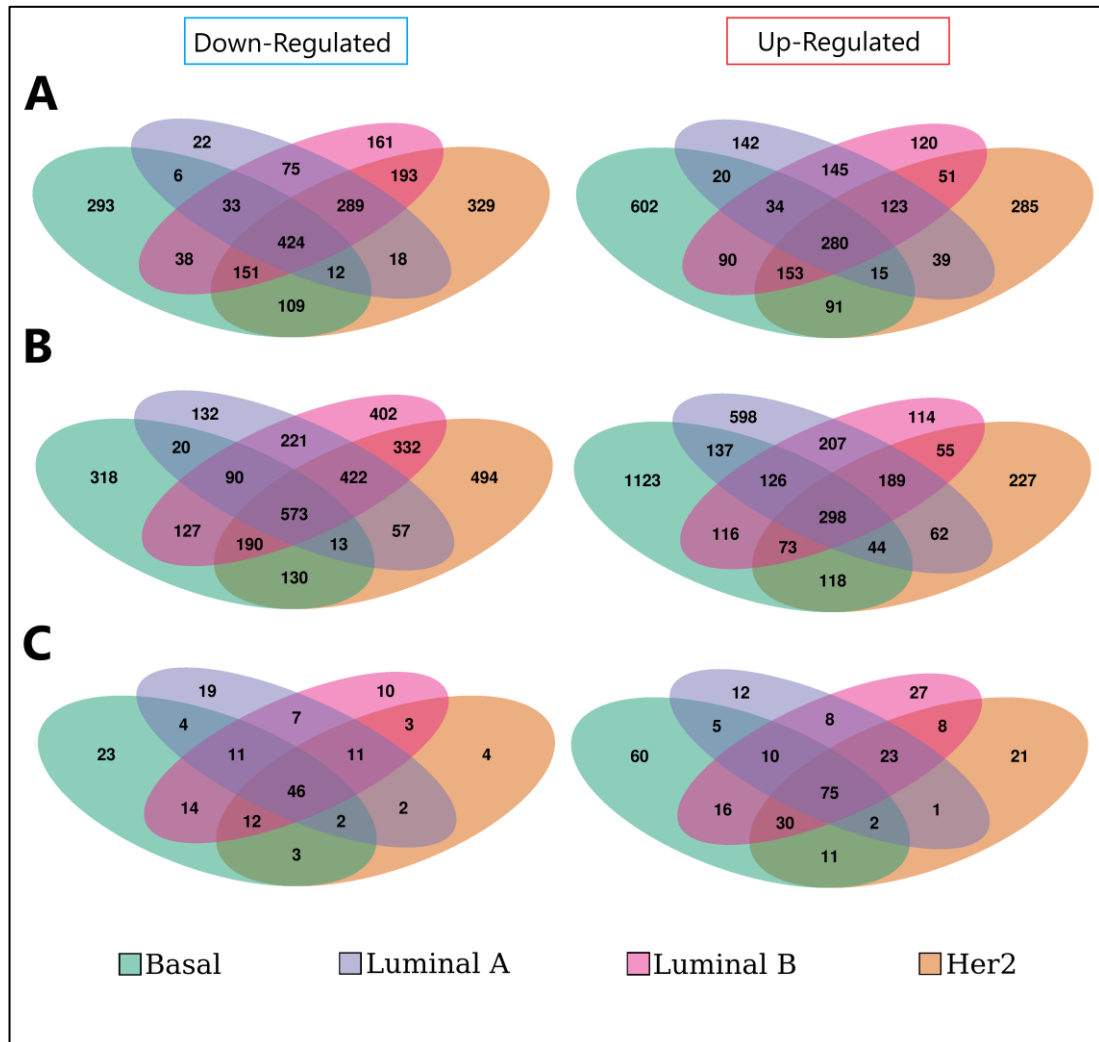 Down-Regulated Up-Regulated
A
22 161 142 120
6 75 193 20 145 51
293 33 289 329 602 34 123 285
424 280
38 151 12 18 90 153 15 39
109 91
B
132 402 598 114
20 221 332 137 207 55
318 90 422 494 1123 126 189 227
573 298
127 190 13 57 116 73 44 62
130 118
C
19 10 12 27
4 7 3 5 8 8
23 11 11 4 60 10 23 21
46 75
14 12 2 2 16 30 2 1
3 11
Basal Luminal A Luminal B Her2